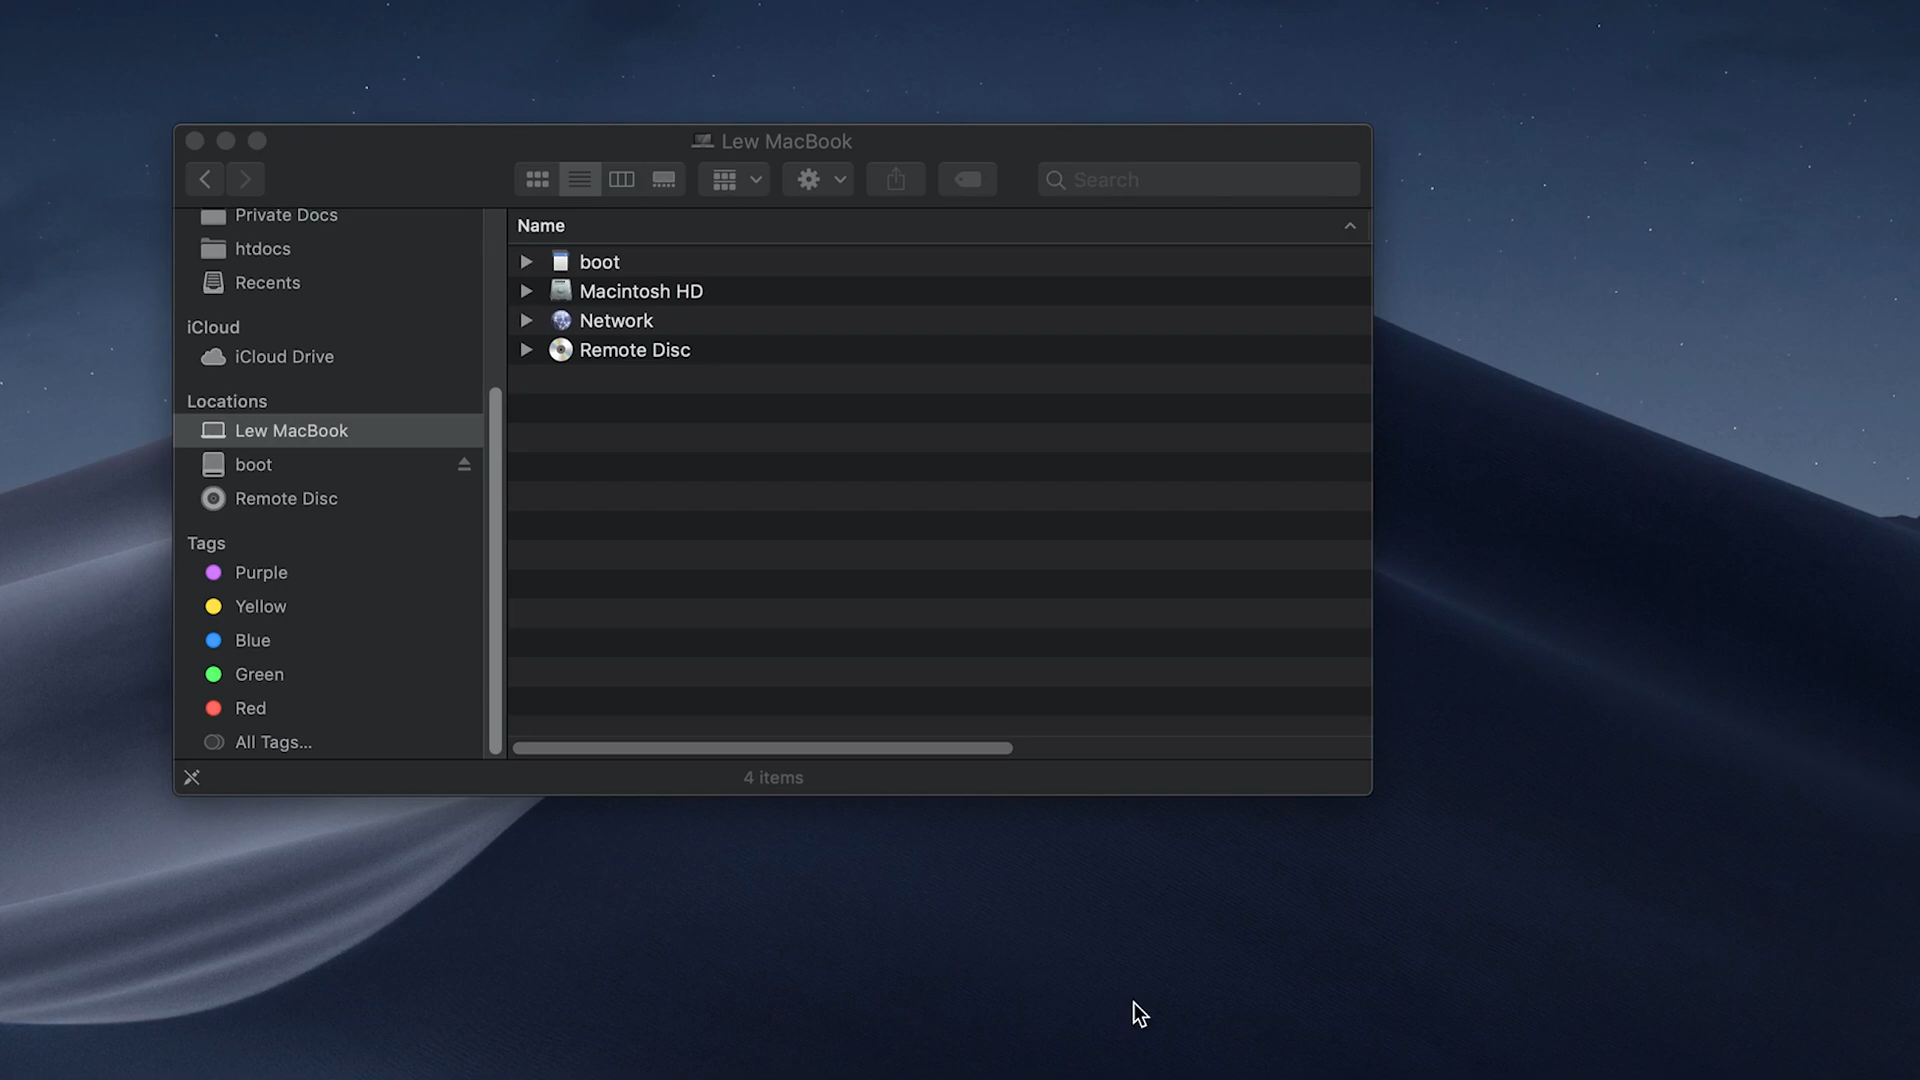 Lew MacBook
Search
Private Docs
htdocs
Recents
iCloud
iCloud Drive
Locations
Lew MacBook
boot
Remote Disc
Tags
Purple
Yellow
Blue
Green
Red
All Tags...
Name
boot
Macintosh HD
Network
Remote Disc
4 items